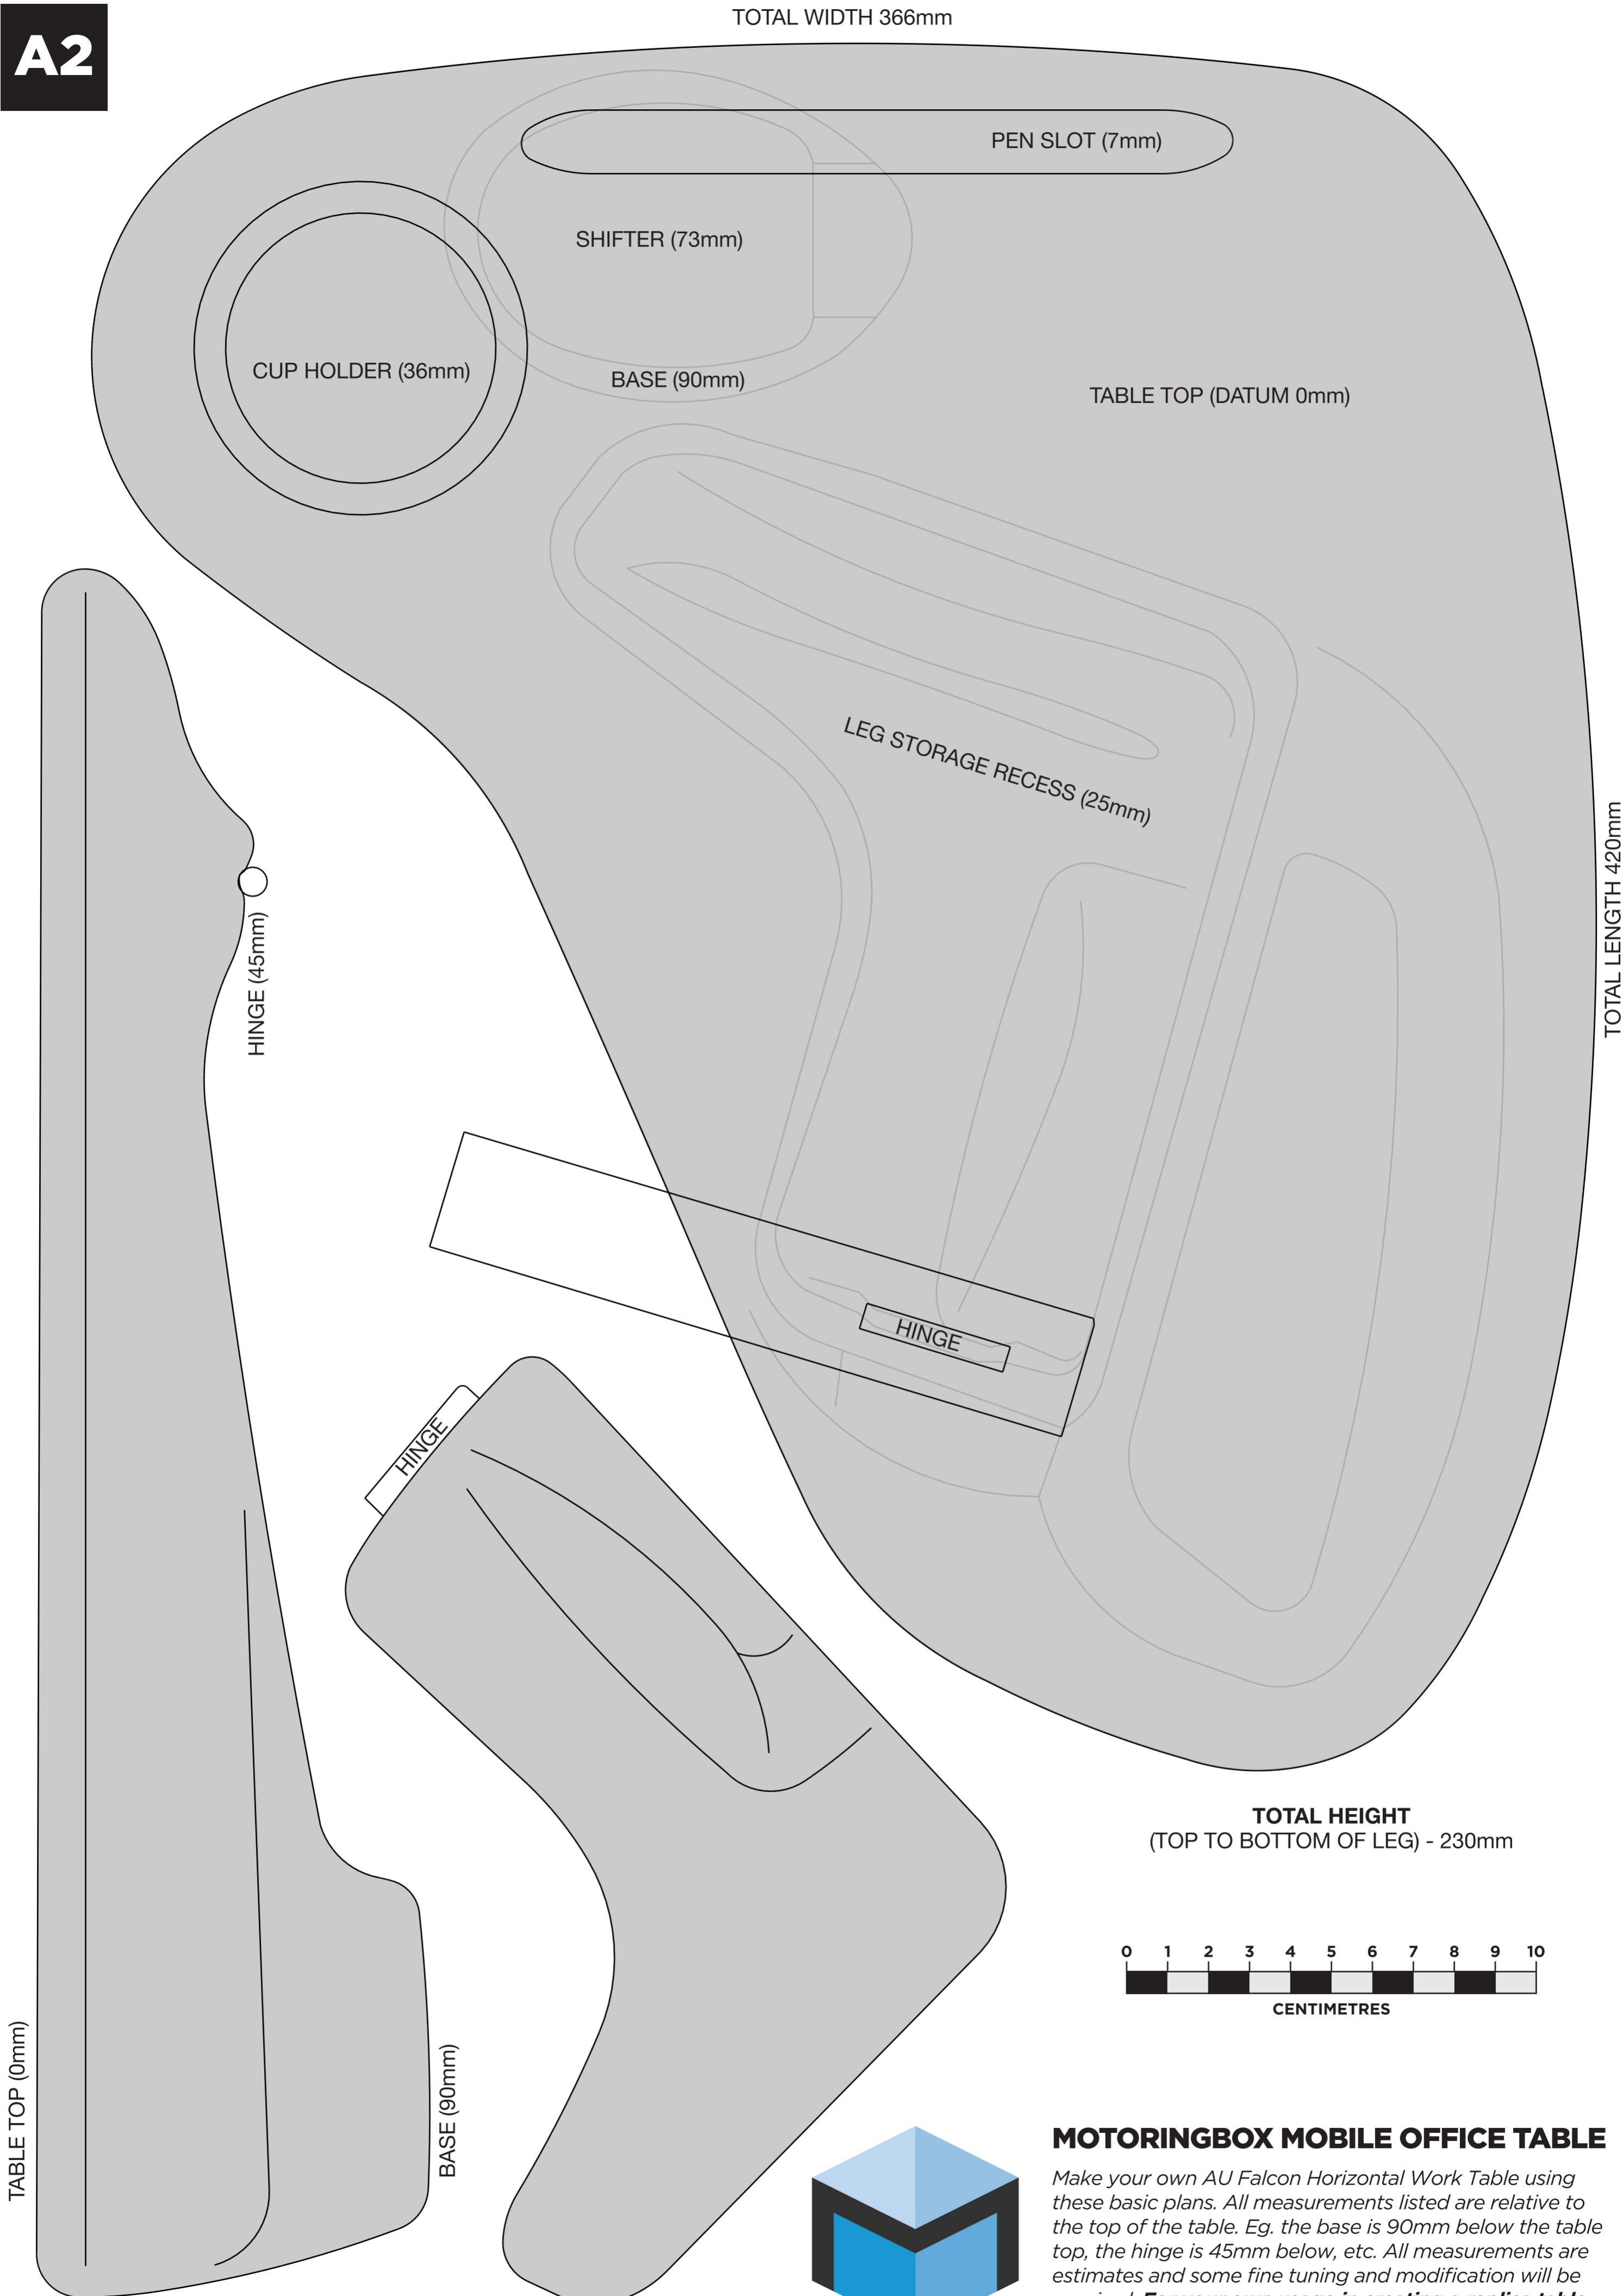 A2
TOTAL WIDTH 366mm
PEN SLOT (7mm)
SHIFTER (73mm)
CUP HOLDER (36mm)
BASE (90mm)
TABLE TOP (DATUM 0mm)
LEG STORAGE RECESS (25mm)
TOTAL LENGTH 420mm
HINGE (45mm)
HINGE
HINGE
TOTAL HEIGHT
(TOP TO BOTTOM OF LEG) - 230mm
0 1 2 3 4 5 6 7 8 9 10
CENTIMETRES
TABLE TOP (0mm)
BASE (90mm)
MOTORINGBOX MOBILE OFFICE TABLE
Make your own AU Falcon Horizontal Work Table using
these basic plans. All measurements listed are relative to
the top of the table. Eg. the base is 90mm below the table
top, the hinge is 45mm below, etc. All measurements are
estimates and some fine tuning and modification will be